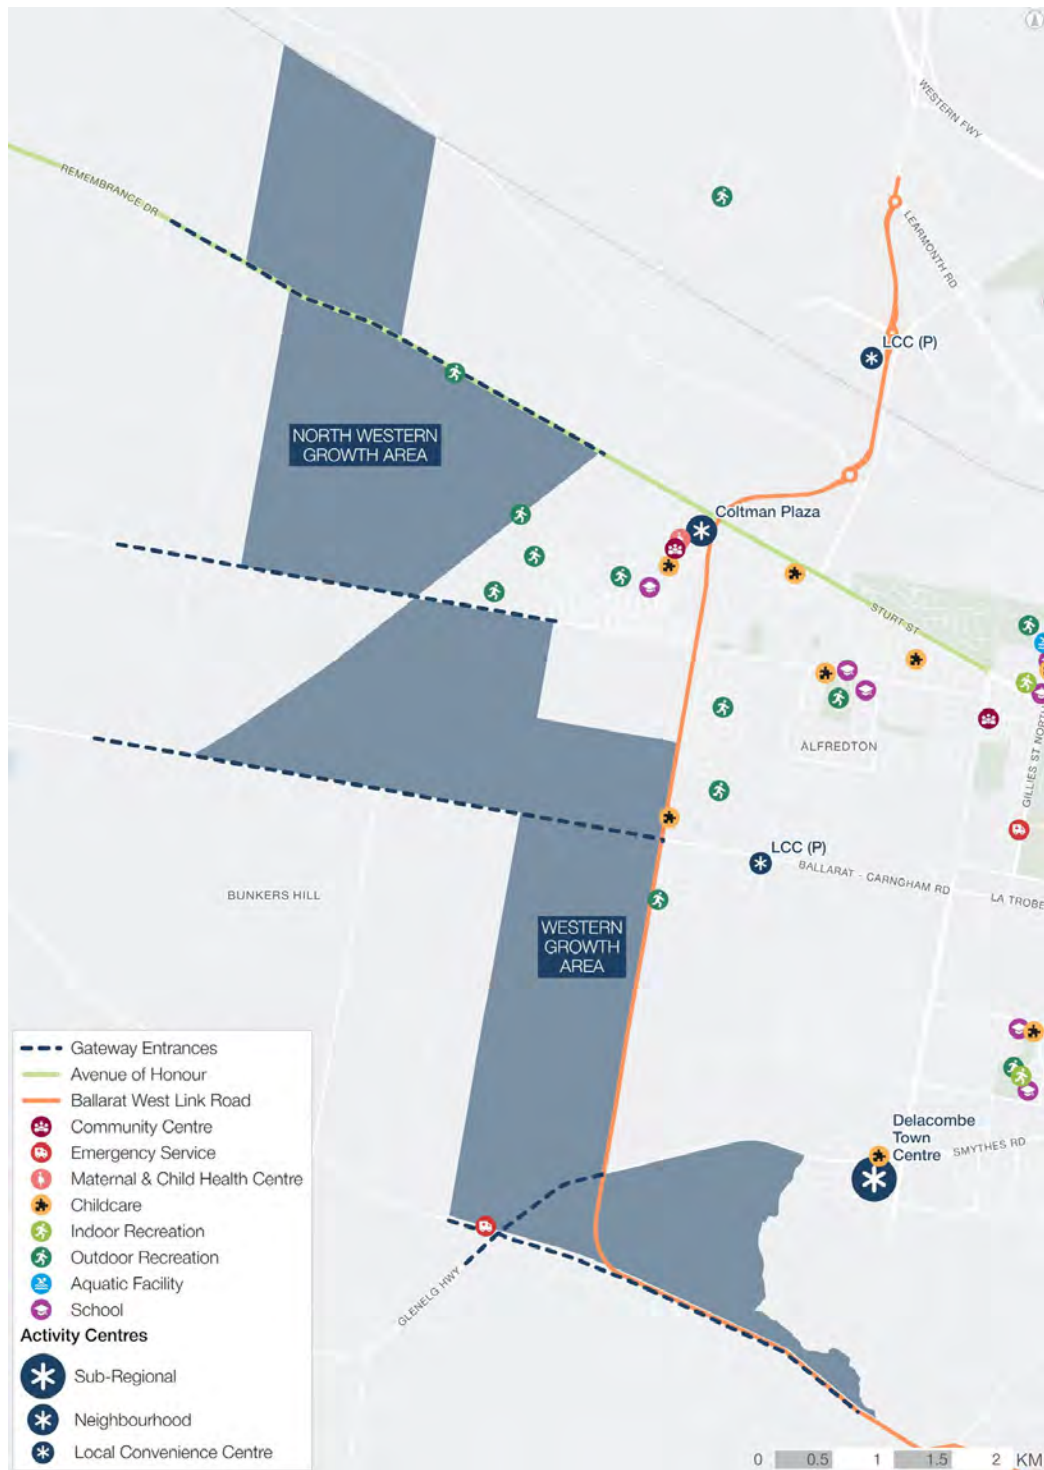 WESTERN FWY
REMEMBRANCE DR
LEARMONTH RD
LCC (P)
NORTH WESTERN
GROWTH AREA
Coltman Plaza
STURT ST
ALFREDTON
GILLIES ST NORTH
LCC (P)
BALLARAT - CARNGHAM RD
LA TROBE
BUNKERS HILL
WESTERN
GROWTH
AREA
Delacombe
Town
Centre
SMYTHES RD
GLENELG HWY
Gateway Entrances
Avenue of Honour
Ballarat West Link Road
Community Centre
Emergency Service
Maternal & Child Health Centre
Childcare
Indoor Recreation
Outdoor Recreation
Aquatic Facility
School
Activity Centres
Sub-Regional
Neighbourhood
Local Convenience Centre
0 0.5 1 1.5 2 KM